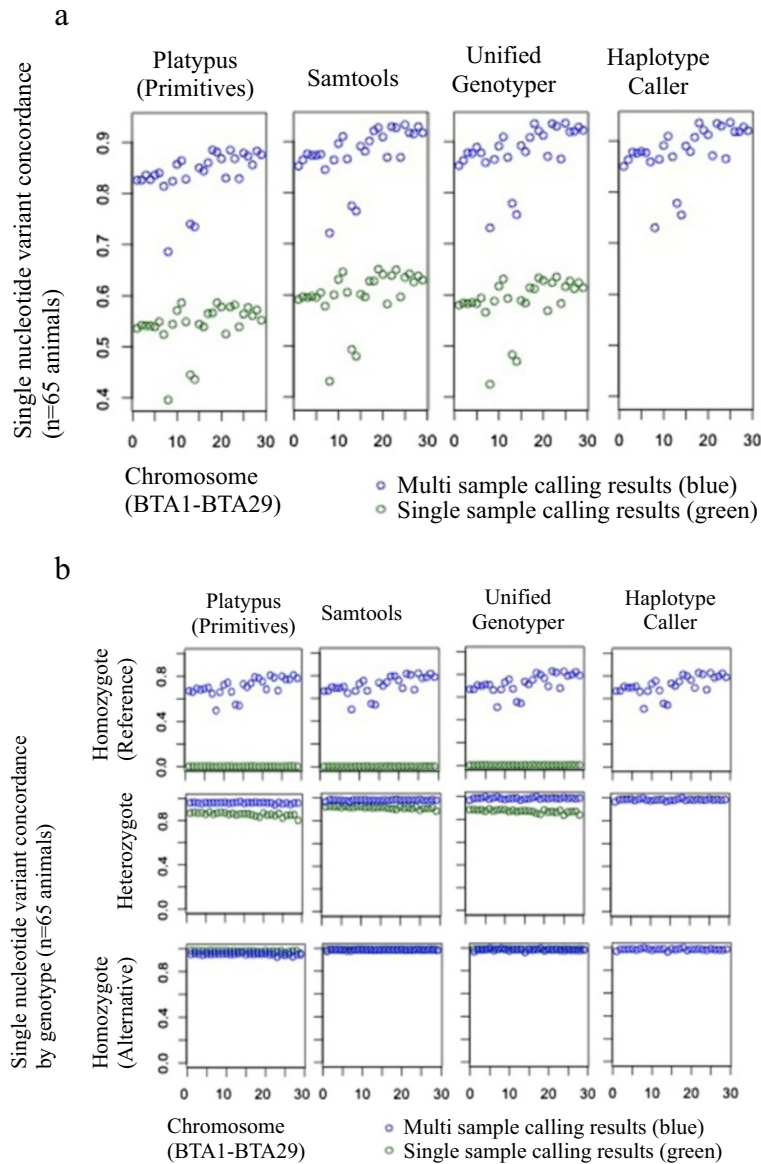 a
Platypus
(Primitives)
Samtools
Unified
Genotyper
Haplotype
Caller
Single nucleotide variant concordance
(n=65 animals)
0.9
0.8
0.7
0.6
0.5
0.4
0 10 20 30
0 10 20 30
0 10 20 30
0 10 20 30
Chromosome
(BTA1-BTA29)
Multi sample calling results (blue)
Single sample calling results (green)
b
Platypus
(Primitives)
Samtools
Unified
Genotyper
Haplotype
Caller
Single nucleotide variant concordance
by genotype (n=65 animals)
Homozygote
(Reference)
0.8
0.4
0.0
Heterozygote
0.8
0.4
0.0
Homozygote
(Alternative)
0.8
0.4
0.0
0 10 20 30
0 10 20 30
0 10 20 30
0 10 20 30
Chromosome
(BTA1-BTA29)
Multi sample calling results (blue)
Single sample calling results (green)